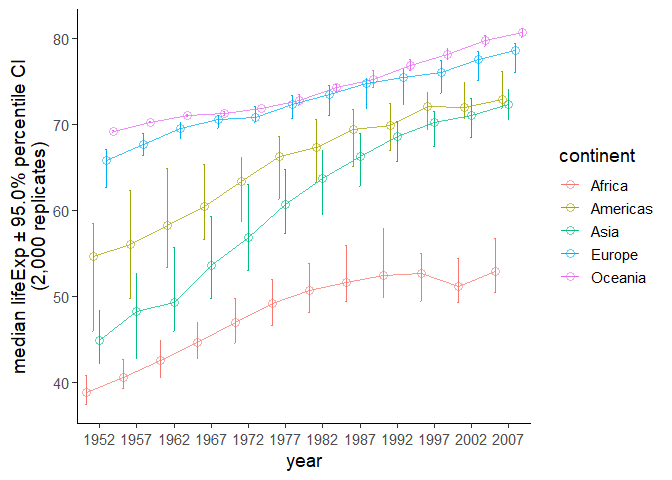 median lifeExp ± 95.0% percentile CI
(2,000 replicates)
80
70
60
50
40
1952 1957 1962 1967 1972 1977 1982 1987 1992 1997 2002 2007
year
continent
Africa
Americas
Asia
Europe
Oceania